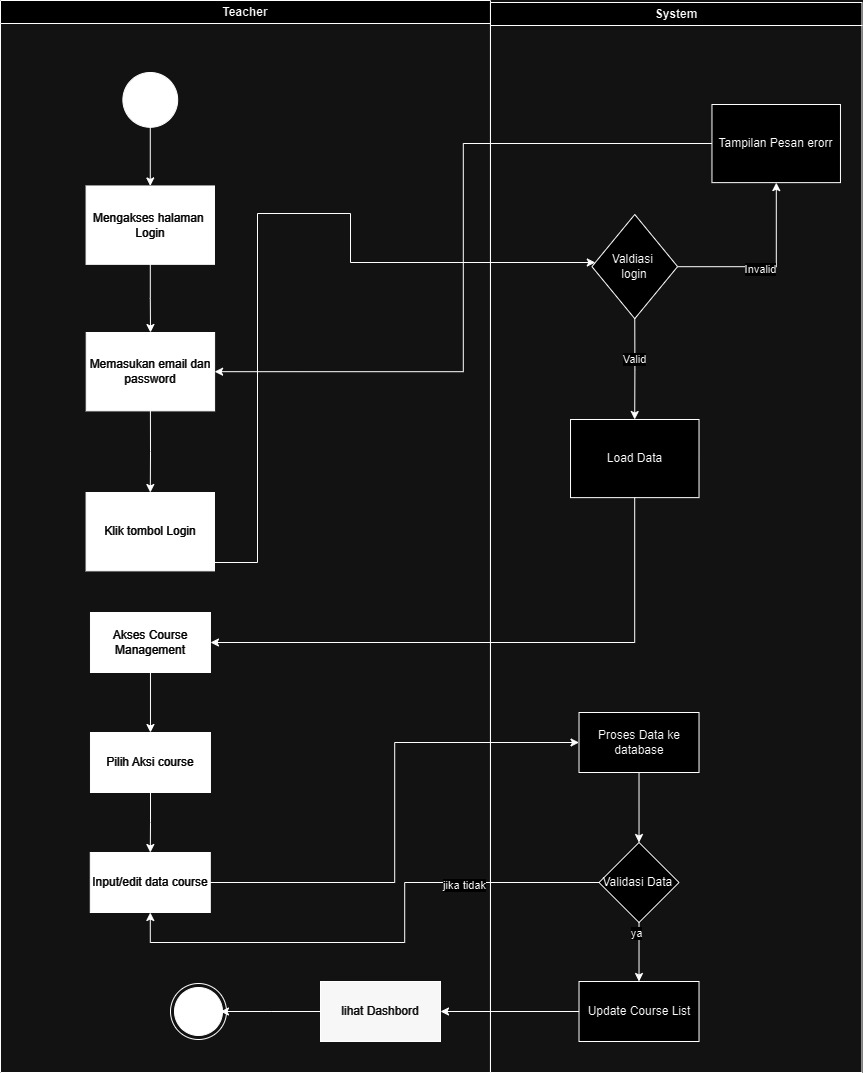 Teacher
System
Tampilan Pesan erorr
Mengakses halaman
Login
Valdiasi
login
Invalid
Memasukan email dan
password
Valid
Load Data
Klik tombol Login
Akses Course
Management
Proses Data ke
database
Pilih Aksi course
Input/edit data course
jika tidak
Validasi Data
ya
lihat Dashbord
Update Course List